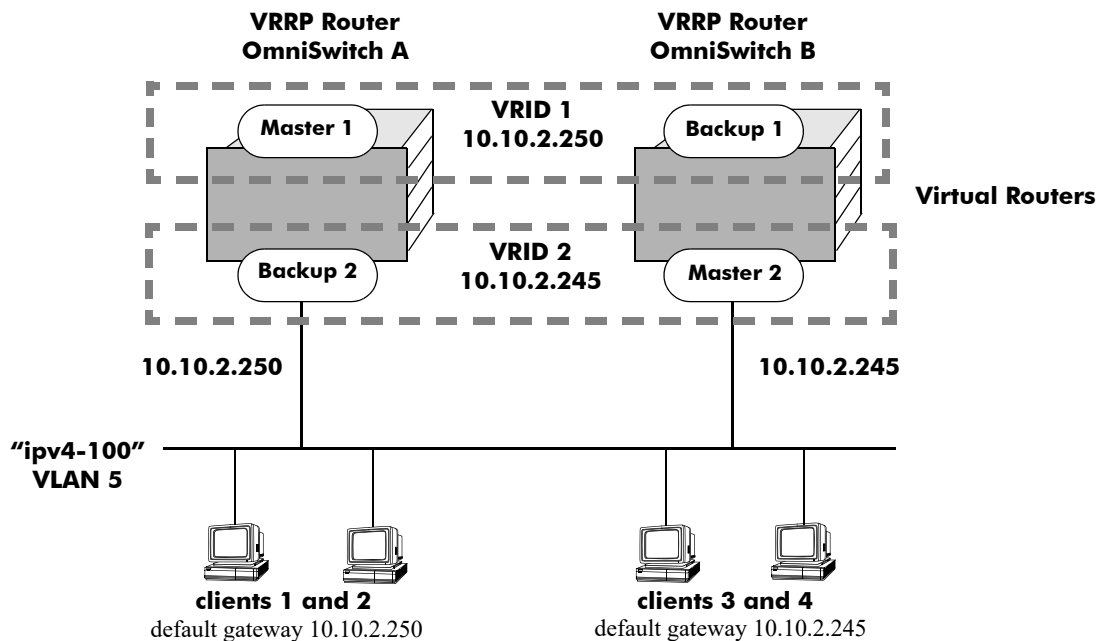 VRRP Router
OmniSwitch A
VRRP Router
OmniSwitch B
Master 1
VRID 1
10.10.2.250
Backup 1
Virtual Routers
Backup 2
VRID 2
10.10.2.245
Master 2
10.10.2.250
10.10.2.245
“ipv4-100”
VLAN 5
clients 1 and 2
default gateway 10.10.2.250
clients 3 and 4
default gateway 10.10.2.245